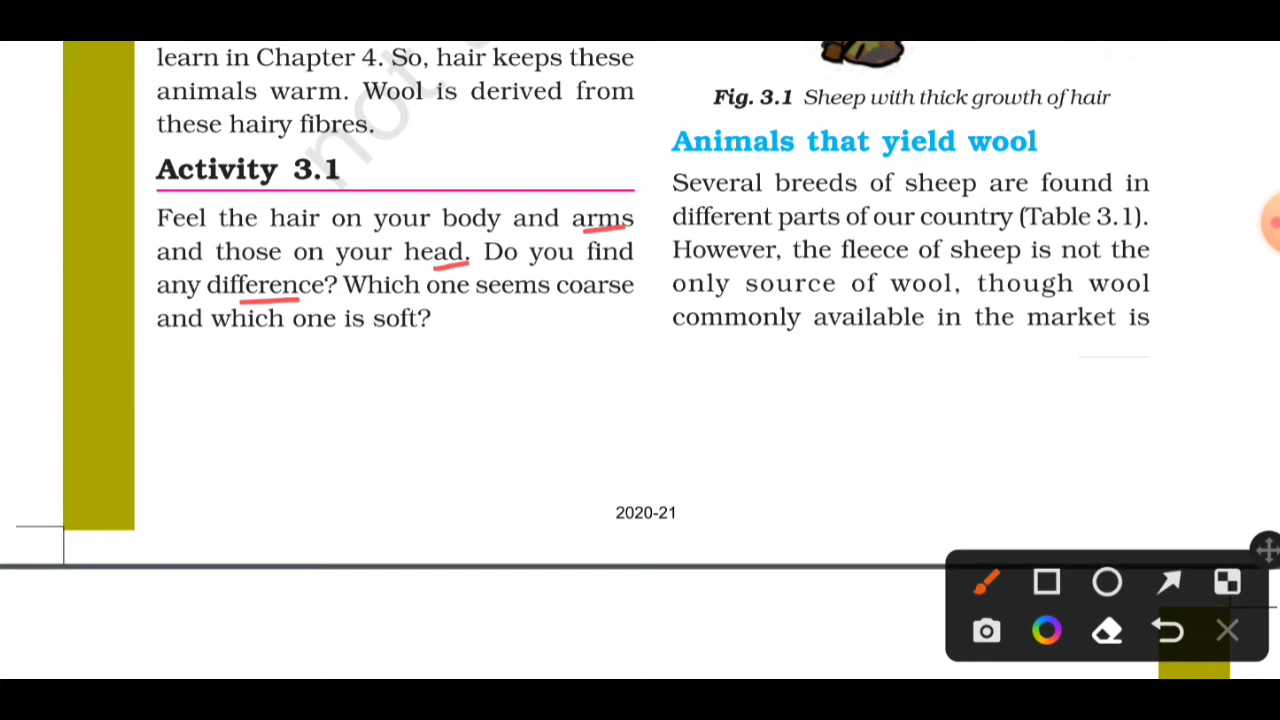 learn in Chapter 4. So, hair keeps these
animals warm. Wool is derived from
these hairy fibres.
Activity 3.1
Feel the hair on your body and arms
and those on your head. Do you find
any difference? Which one seems coarse
and which one is soft?
Fig. 3.1 Sheep with thick growth of hair
Animals that yield wool
Several breeds of sheep are found in
different parts of our country (Table 3.1).
However, the fleece of sheep is not the
only source of wool, though wool
commonly available in the market is
2020-21
not